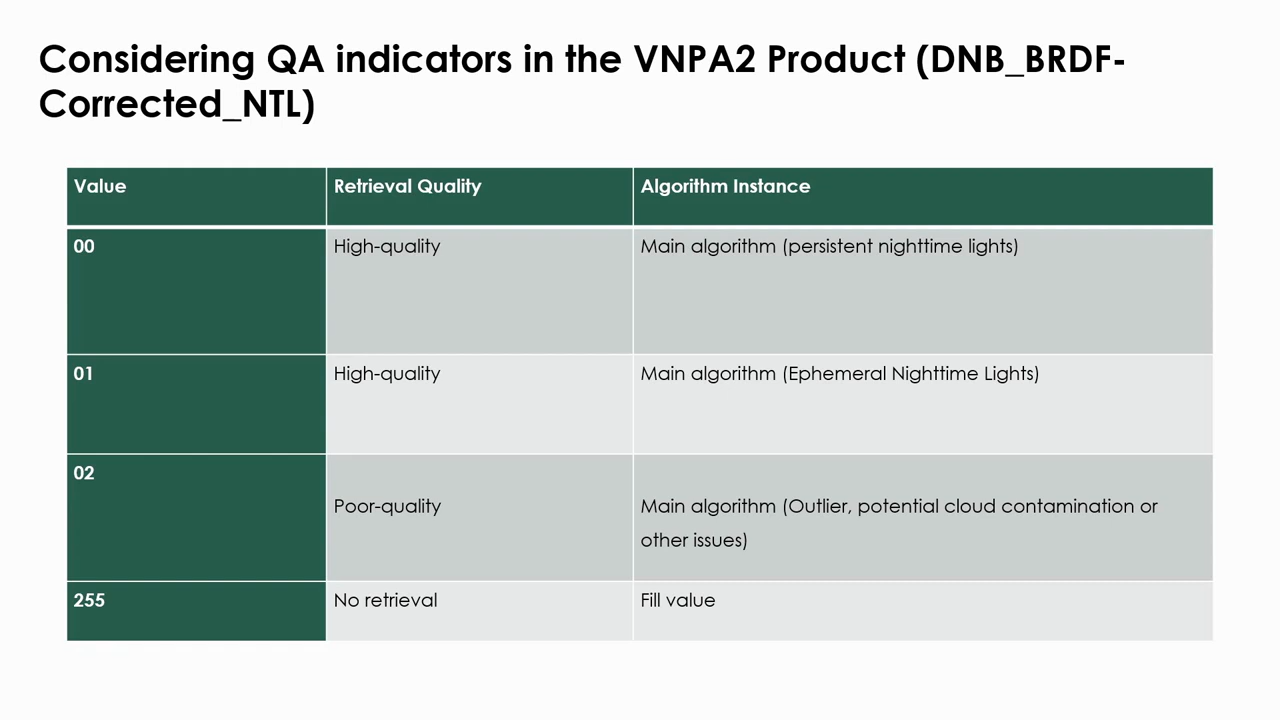 Considering QA indicators in the VNPA2 Product (DNB_BRDF-
Corrected_NTL)
Value Retrieval Quality Algorithm Instance
00 High-quality Main algorithm (persistent nighttime lights)
01 High-quality Main algorithm (Ephemeral Nighttime Lights)
02
Poor-quality Main algorithm (Outlier, potential cloud contamination or
other issues)
255 No retrieval Fill value